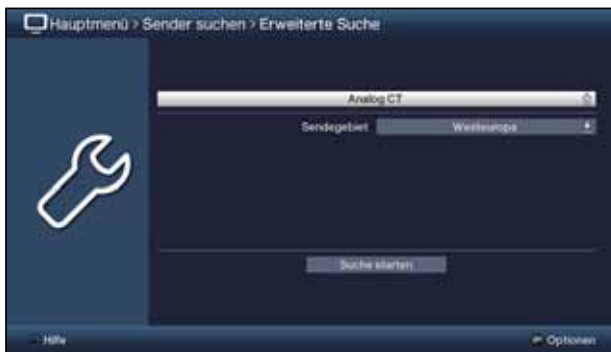 Hauptmenü > Sender suchen > Erweiterte Suche
Analog CT
Sendegebiet Westeuropa
Suche starten
Hilfe Optionen